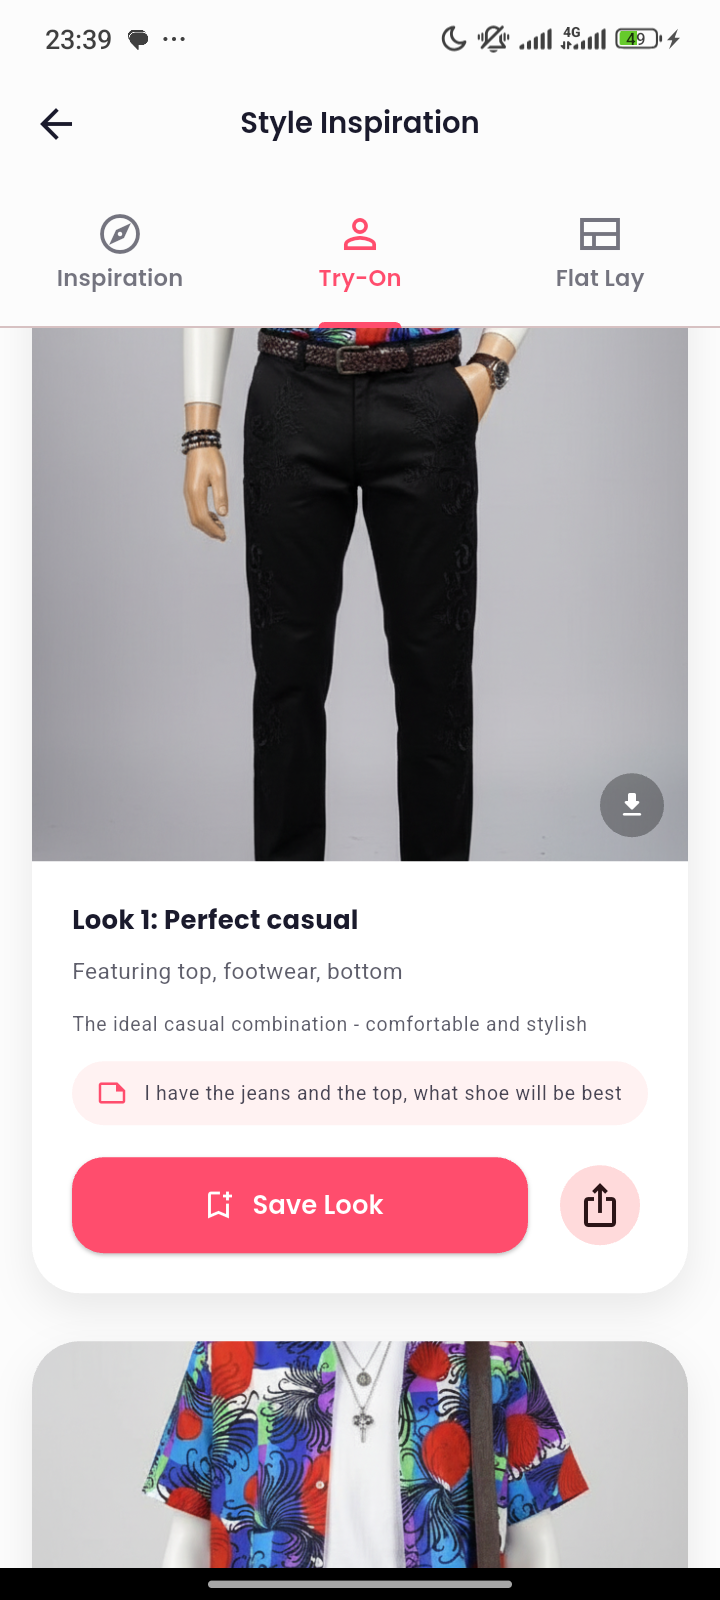 23:39
4G
49
Style Inspiration
Inspiration
Try-On
Flat Lay
Look 1: Perfect casual
Featuring top, footwear, bottom
The ideal casual combination - comfortable and stylish
I have the jeans and the top, what shoe will be best
Save Look